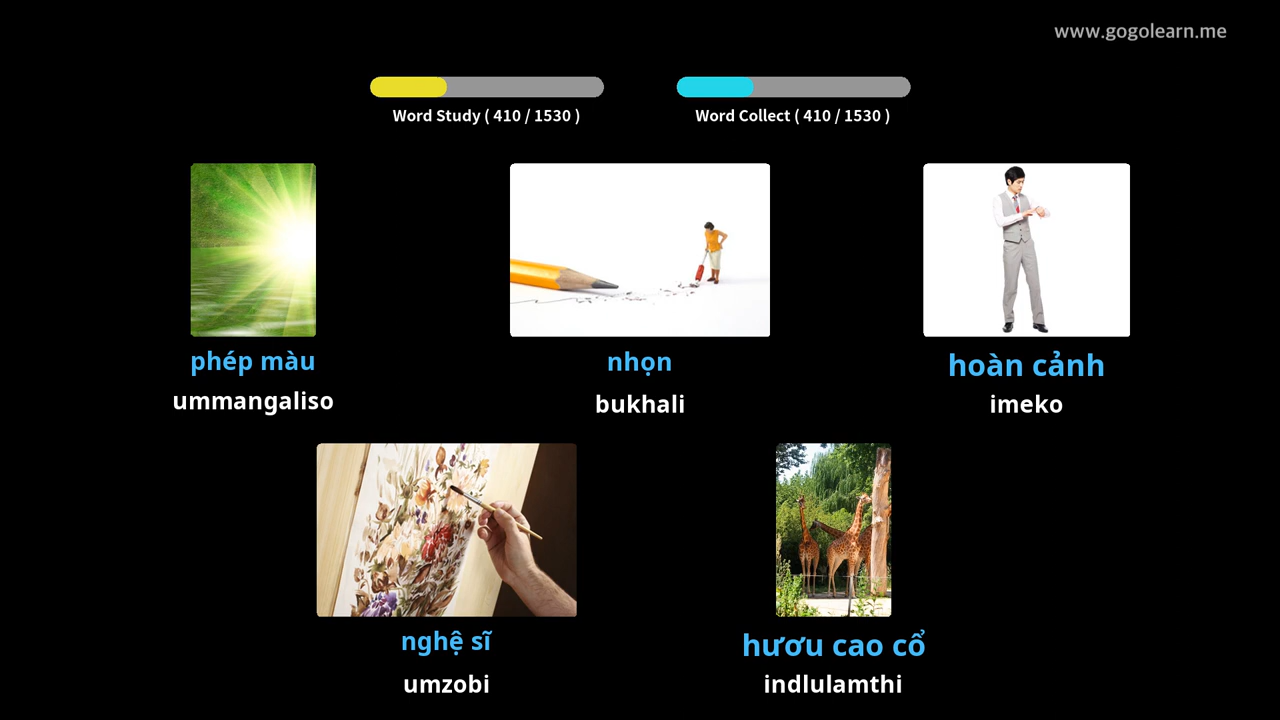 www.gogolearn.me
Word Study ( 410 / 1530 )
Word Collect ( 410 / 1530 )
phép màu
ummangaliso
nhọn
bukhali
hoàn cảnh
imeko
nghệ sĩ
umzobi
hươu cao cổ
indlulamthi